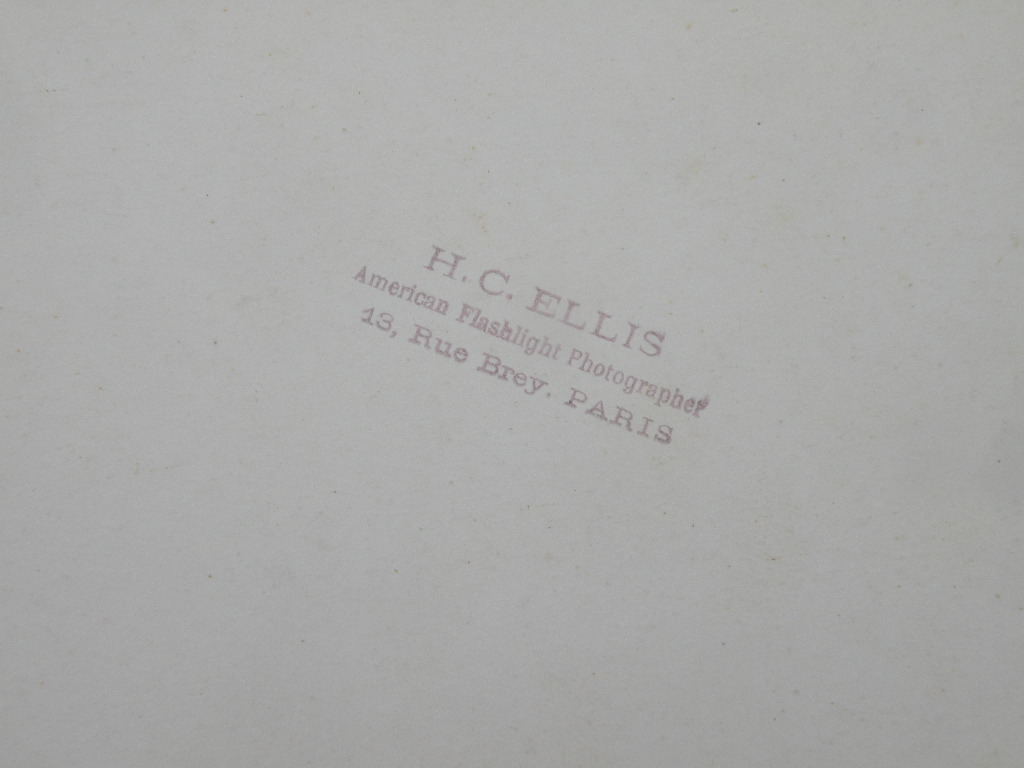 H. C. ELLIS
American Flashlight Photographer
13, Rue Brey, PARIS